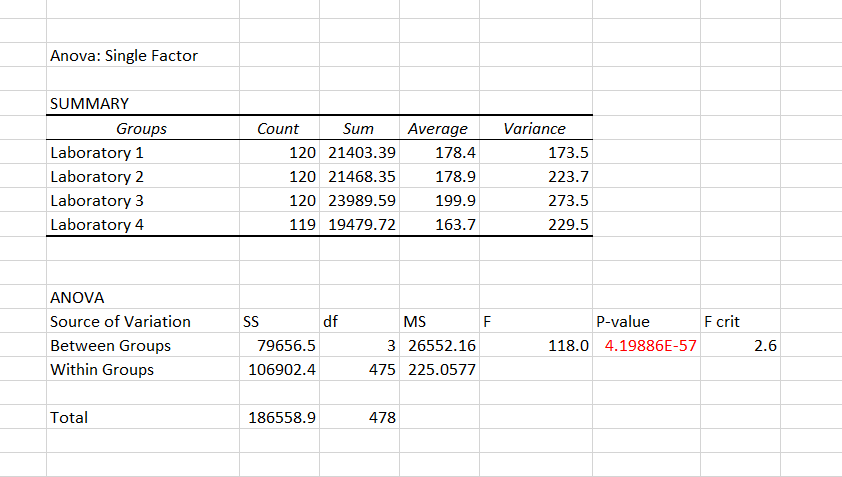 Anova: Single Factor
SUMMARY
Groups Count Sum Average Variance
Laboratory 1 120 21403.39 178.4 173.5
Laboratory 2 120 21468.35 178.9 223.7
Laboratory 3 120 23989.59 199.9 273.5
Laboratory 4 119 19479.72 163.7 229.5
ANOVA
Source of Variation SS df MS F P-value F crit
Between Groups 79656.5 3 26552.16 118.0 4.19886E-57 2.6
Within Groups 106902.4 475 225.0577
Total 186558.9 478